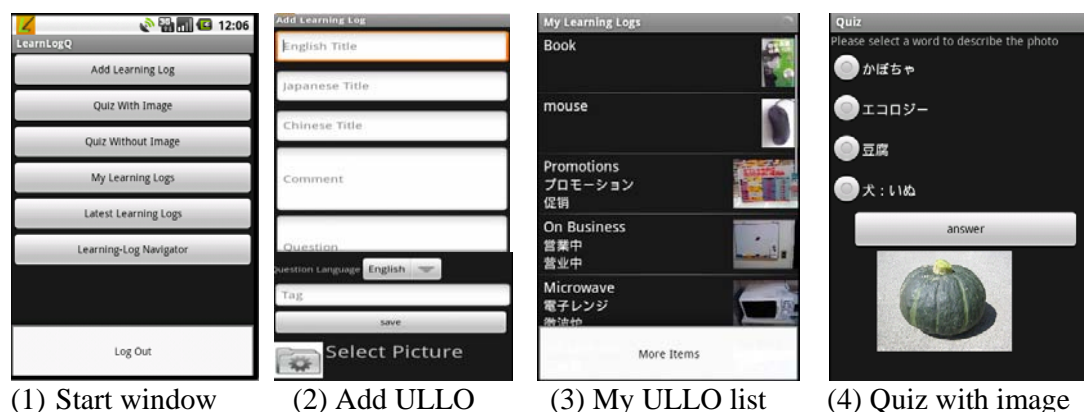 12:06
LearnLogQ
Add Learning Log
Quiz With Image
Quiz Without Image
My Learning Logs
Latest Learning Logs
Learning-Log Navigator
Log Out
(1) Start window
Add Learning Log
English Title
Japanese Title
Chinese Title
Comment
Question
Question Language English
Tag
save
Select Picture
(2) Add ULLO
My Learning Logs
Book
mouse
Promotions
プロモーション
促销
On Business
営業中
营业中
Microwave
電子レンジ
微波炉
More Items
(3) My ULLO list
Quiz
Please select a word to describe the photo
かぼちゃ
エコロジー
豆腐
犬：いぬ
answer
(4) Quiz with image